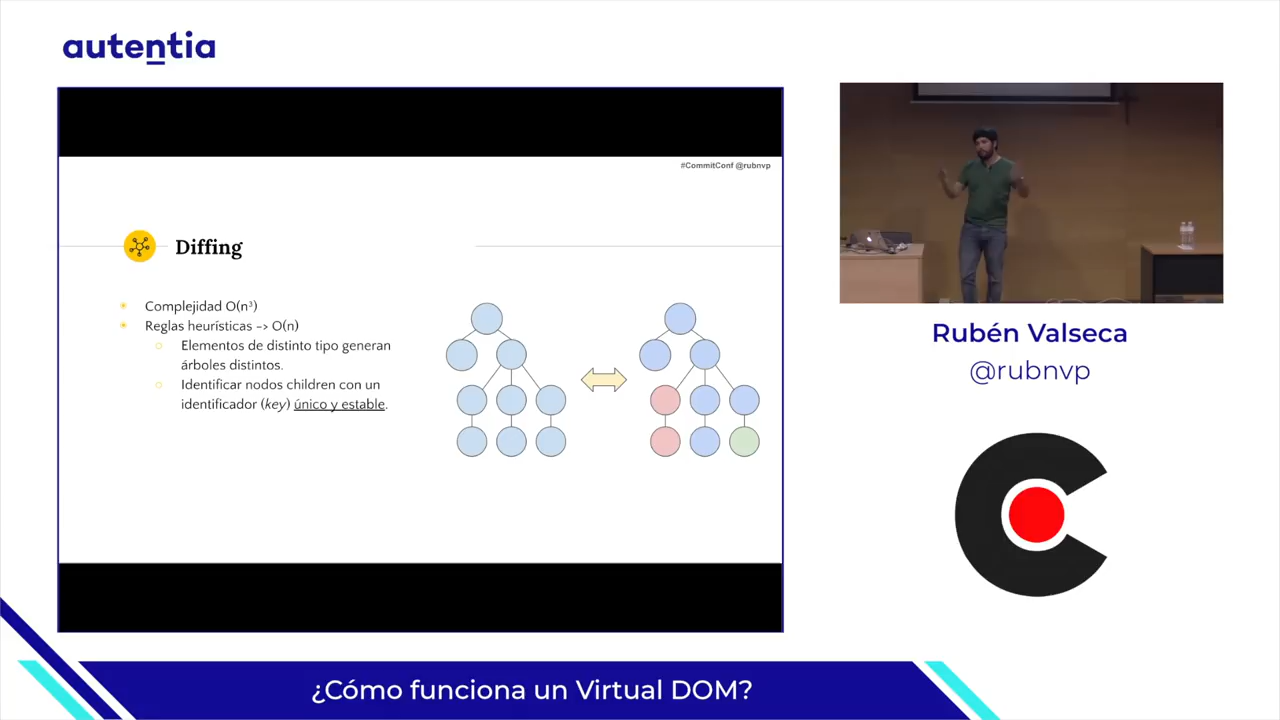 autentia
#CommitConf @rubnvp
Diffing
Complejidad O(n³)
Reglas heurísticas -> O(n)
Elementos de distinto tipo generan
árboles distintos.
Identificar nodos children con un
identificador (key) único y estable.
Rubén Valseca
@rubnvp
¿Cómo funciona un Virtual DOM?